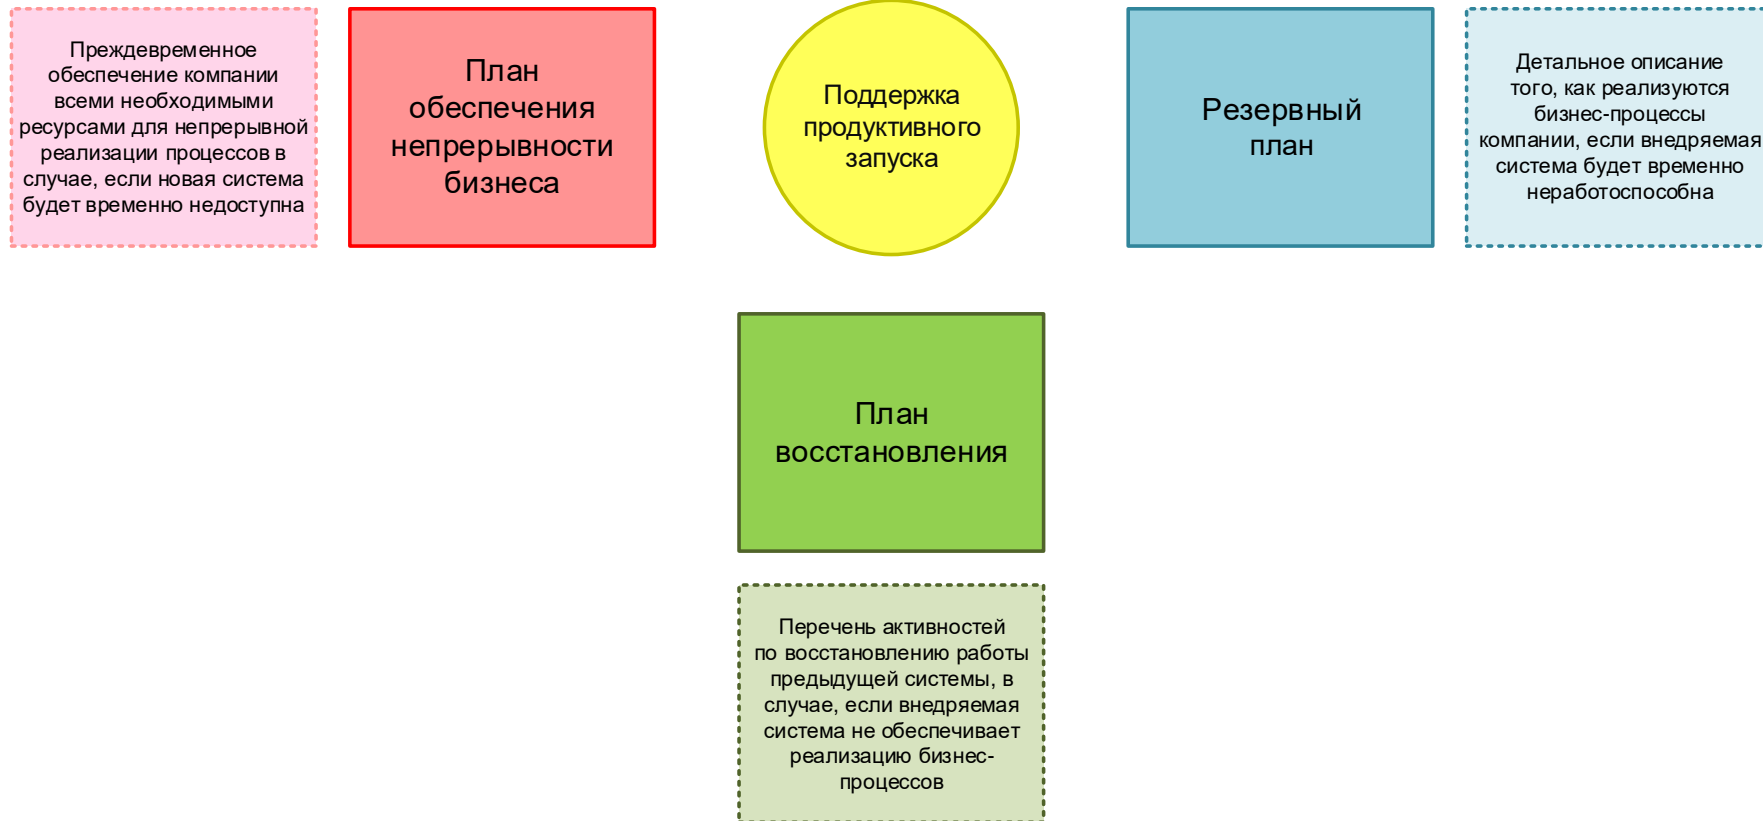 Преждевременное
обеспечение компании
всеми необходимыми
ресурсами для непрерывной
реализации процессов в
случае, если новая система
будет временно недоступна
План
обеспечения
непрерывности
бизнеса
Поддержка
продуктивного
запуска
Резервный
план
Детальное описание
того, как реализуются
бизнес-процессы
компании, если внедряемая
система будет временно
неработоспособна
План
восстановления
Перечень активностей
по восстановлению работы
предыдущей системы, в
случае, если внедряемая
система не обеспечивает
реализацию бизнес-
процессов